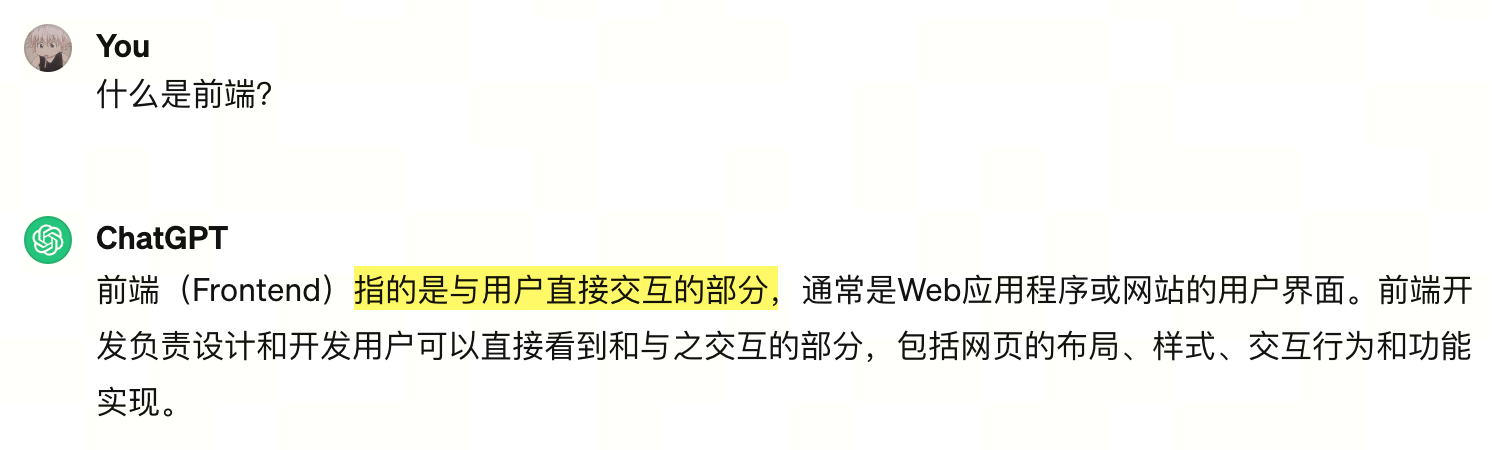 You
什么是前端？
ChatGPT
前端（Frontend）指的是与用户直接交互的部分，通常是Web应用程序或网站的用户界面。前端开
发负责设计和开发用户可以直接看到和与之交互的部分，包括网页的布局、样式、交互行为和功能
实现。